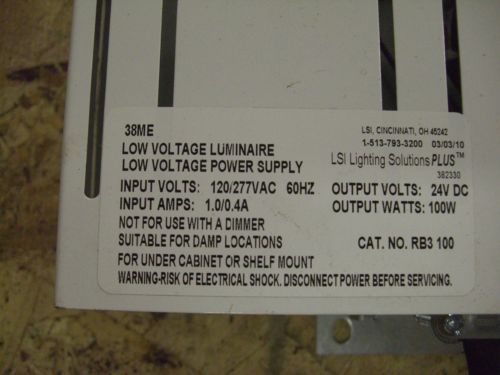 38ME
LSI, CINCINNATI, OH 45242
1-513-793-3200 03/03/10
LOW VOLTAGE LUMINAIRE
LOW VOLTAGE POWER SUPPLY
LSI Lighting Solutions PLUS™
382330
INPUT VOLTS: 120/277VAC 60HZ
OUTPUT VOLTS: 24V DC
INPUT AMPS: 1.0/0.4A
OUTPUT WATTS: 100W
NOT FOR USE WITH A DIMMER
SUITABLE FOR DAMP LOCATIONS
CAT. NO. RB3 100
FOR UNDER CABINET OR SHELF MOUNT
WARNING-RISK OF ELECTRICAL SHOCK. DISCONNECT POWER BEFORE SERVICING.